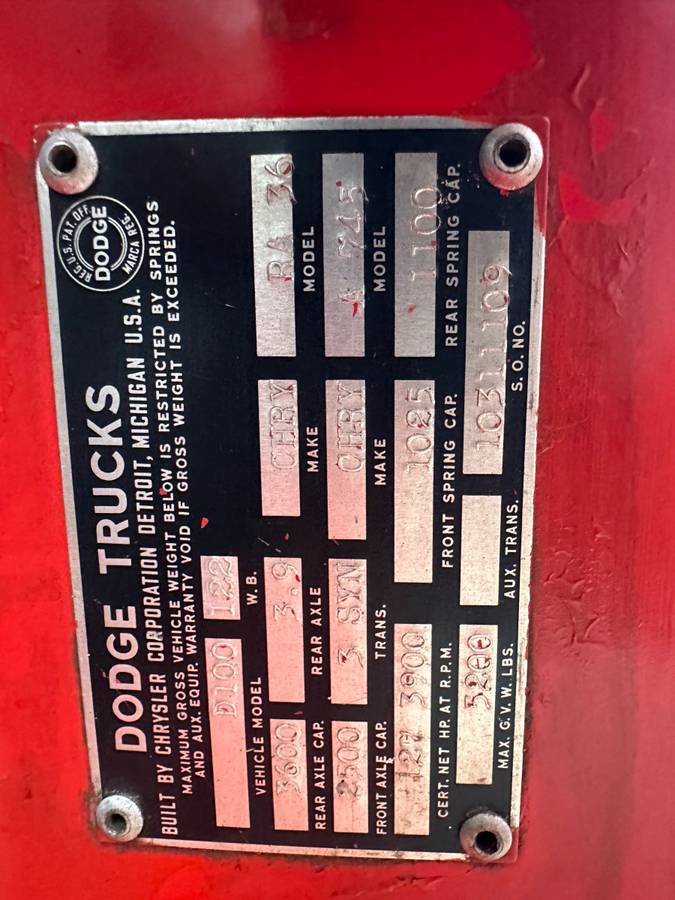 REG. U.S. PAT. OFF.
DODGE
MARCA REG.
DODGE TRUCKS
BUILT BY CHRYSLER CORPORATION DETROIT, MICHIGAN U.S.A.
MAXIMUM GROSS VEHICLE WEIGHT BELOW IS RESTRICTED BY SPRINGS
AND AUX. EQUIP. WARRANTY VOID IF GROSS WEIGHT IS EXCEEDED.
D100 122
VEHICLE MODEL W.B.
3600 3.9 CHRY RA 36
REAR AXLE CAP. REAR AXLE MAKE MODEL
2500 3 SYN CHRY A 745
FRONT AXLE CAP. TRANS. MAKE MODEL
3900 1025 1100
CERT. NET HP. AT R.P.M. FRONT SPRING CAP. REAR SPRING CAP.
5200 10311109
MAX. G. V. W. LBS. AUX. TRANS. S. O. NO.